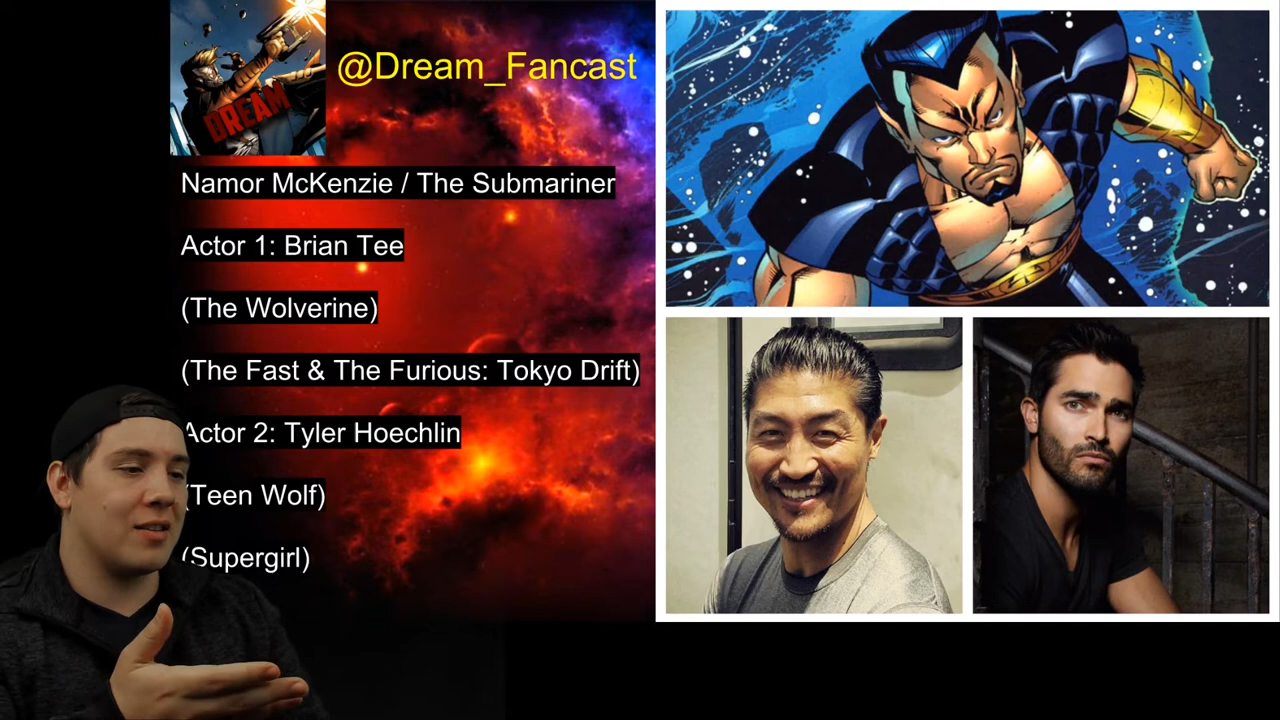 DREAM
@Dream_Fancast
Namor McKenzie / The Submariner
Actor 1: Brian Tee
(The Wolverine)
(The Fast & The Furious: Tokyo Drift)
Actor 2: Tyler Hoechlin
(Teen Wolf)
(Supergirl)